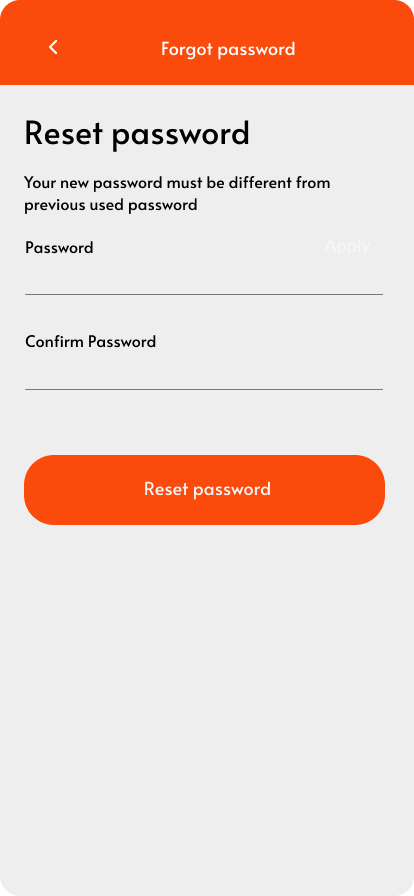 Forgot password
Reset password
Your new password must be different from
previous used password
Password
Apply
Confirm Password
Reset password